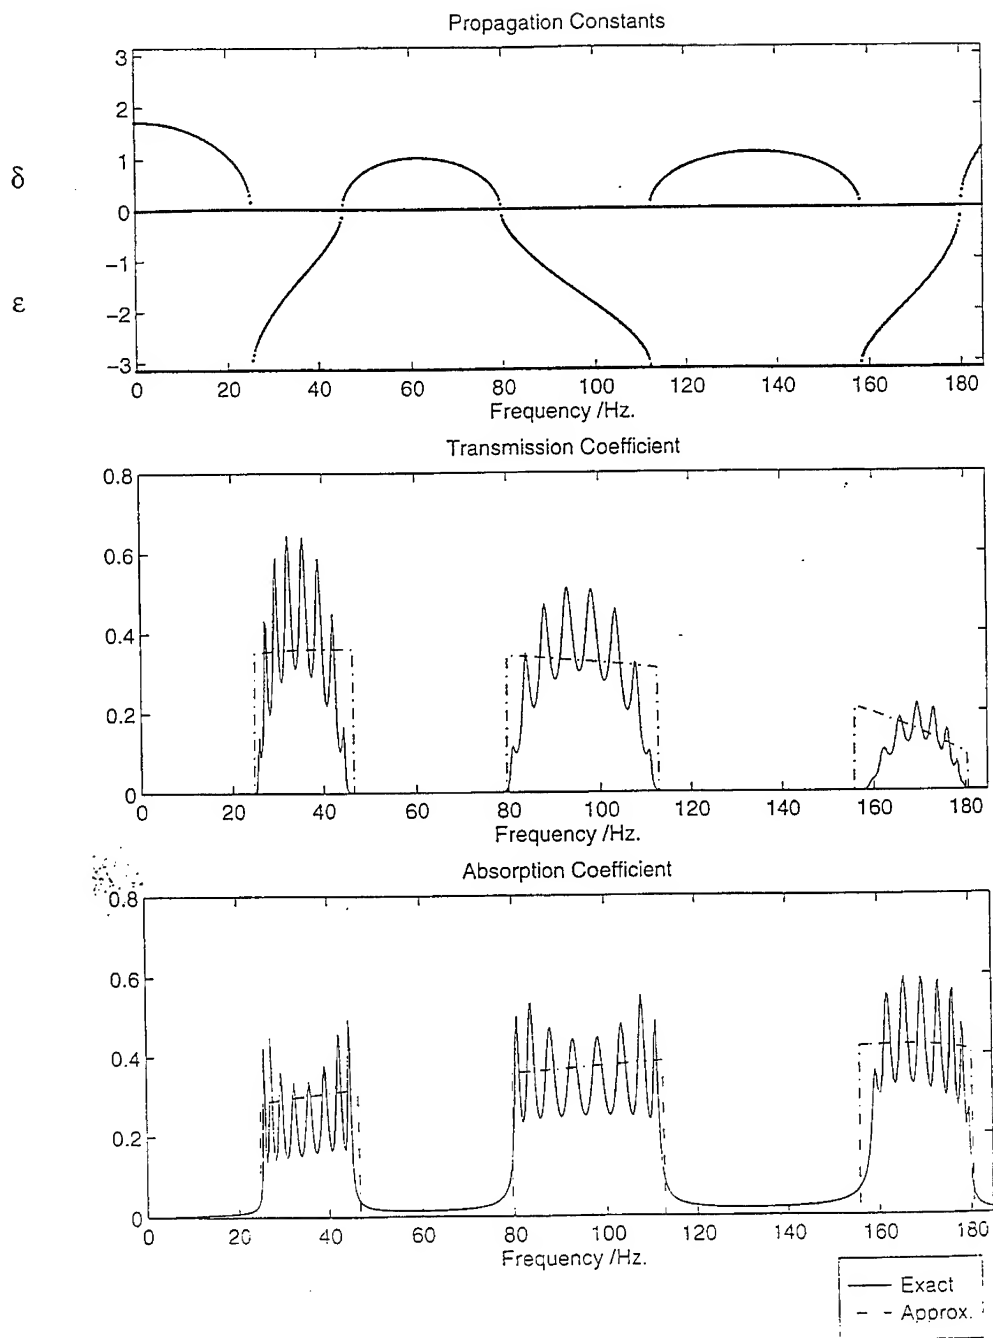 Propagation Constants
3
2
1
0
-1
-2
-3
δ
ε
0 20 40 60 80 100 120 140 160 180
Frequency /Hz.
Transmission Coefficient
0.8
0.6
0.4
0.2
0
0 20 40 60 80 100 120 140 160 180
Frequency /Hz.
Absorption Coefficient
0.8
0.6
0.4
0.2
0
0 20 40 60 80 100 120 140 160 180
Frequency /Hz.
Exact
Approx.